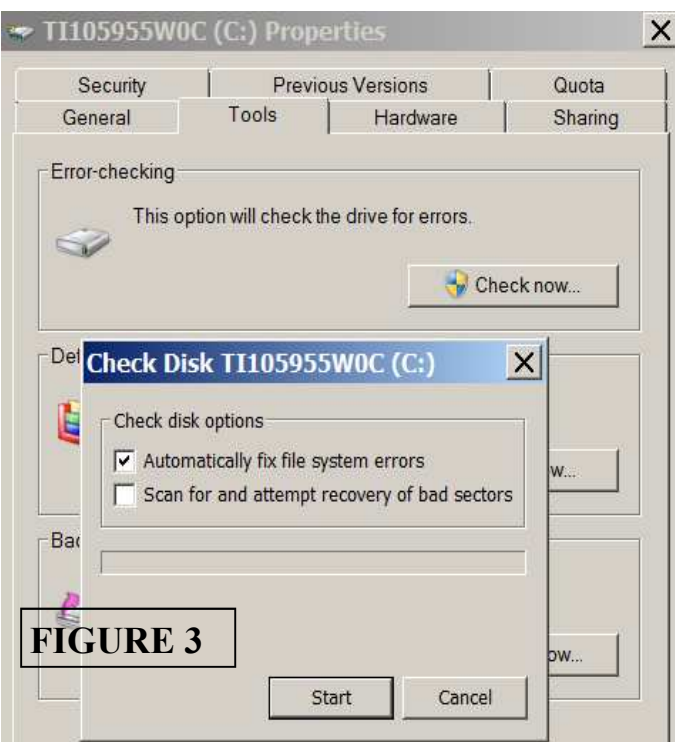 TI105955W0C (C:) Properties
Security Previous Versions Quota
General Tools Hardware Sharing
Error-checking
This option will check the drive for errors.
Check now...
Check Disk TI105955W0C (C:)
Check disk options
Automatically fix file system errors
Scan for and attempt recovery of bad sectors
FIGURE 3
Start Cancel